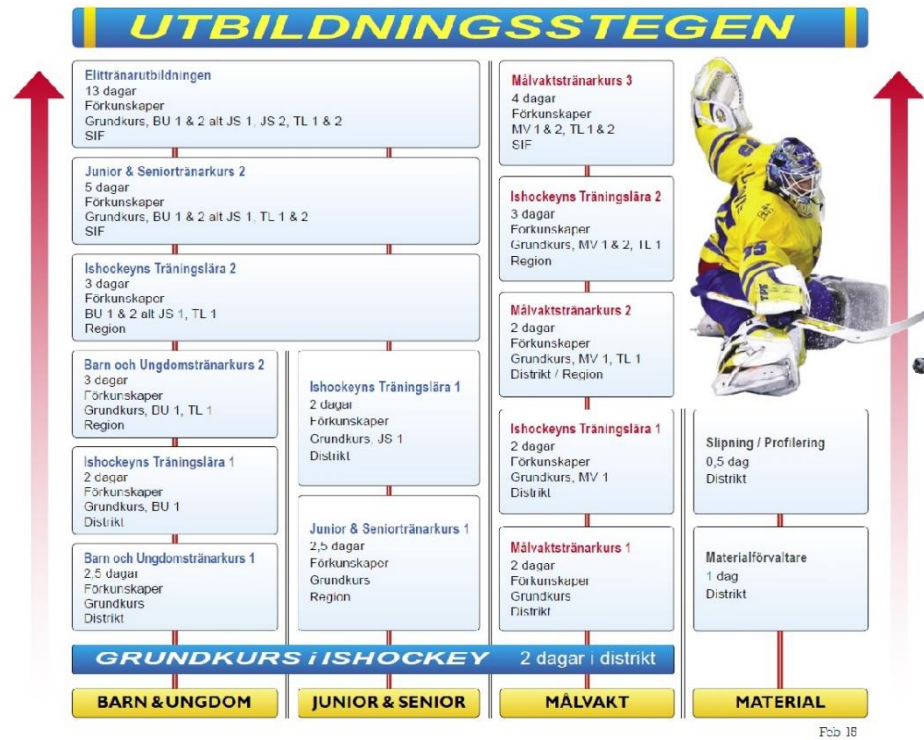 UTBILDNINGSSTEGEN
Elittränarutbildningen
13 dagar
Förkunskaper
Grundkurs, BU 1 & 2 alt JS 1, JS 2, TL 1 & 2
SIF
Junior & Seniortränarkurs 2
5 dagar
Förkunskaper
Grundkurs, BU 1 & 2 alt JS 1, TL 1 & 2
SIF
Ishockeyns Träningslära 2
3 dagar
Förkunskaper
BU 1 & 2 alt JS 1, TL 1
Region
Barn och Ungdomstränarkurs 2
3 dagar
Förkunskaper
Grundkurs, BU 1, TL 1
Region
Ishockeyns Träningslära 1
2 dagar
Förkunskaper
Grundkurs, BU 1
Distrikt
Barn och Ungdomstränarkurs 1
2,5 dagar
Förkunskaper
Grundkurs
Distrikt
Ishockeyns Träningslära 1
2 dagar
Förkunskaper
Grundkurs, JS 1
Distrikt
Junior & Seniortränarkurs 1
2,5 dagar
Förkunskaper
Grundkurs
Region
Målvaktstränarkurs 3
4 dagar
Förkunskaper
MV 1 & 2, TL 1 & 2
SIF
Ishockeyns Träningslära 2
3 dagar
Förkunskaper
Grundkurs, MV 1 & 2, TL 1
Region
Målvaktstränarkurs 2
2 dagar
Förkunskaper
Grundkurs, MV 1, TL 1
Distrikt / Region
Ishockeyns Träningslära 1
2 dagar
Förkunskaper
Grundkurs, MV 1
Distrikt
Målvaktstränarkurs 1
2 dagar
Förkunskaper
Grundkurs
Distrikt
35
Slipning / Profilering
0,5 dag
Distrikt
Materialförvaltare
1 dag
Distrikt
GRUNDKURS i ISHOCKEY 2 dagar i distrikt
BARN & UNGDOM
JUNIOR & SENIOR
MÅLVAKT
MATERIAL
Feb 18